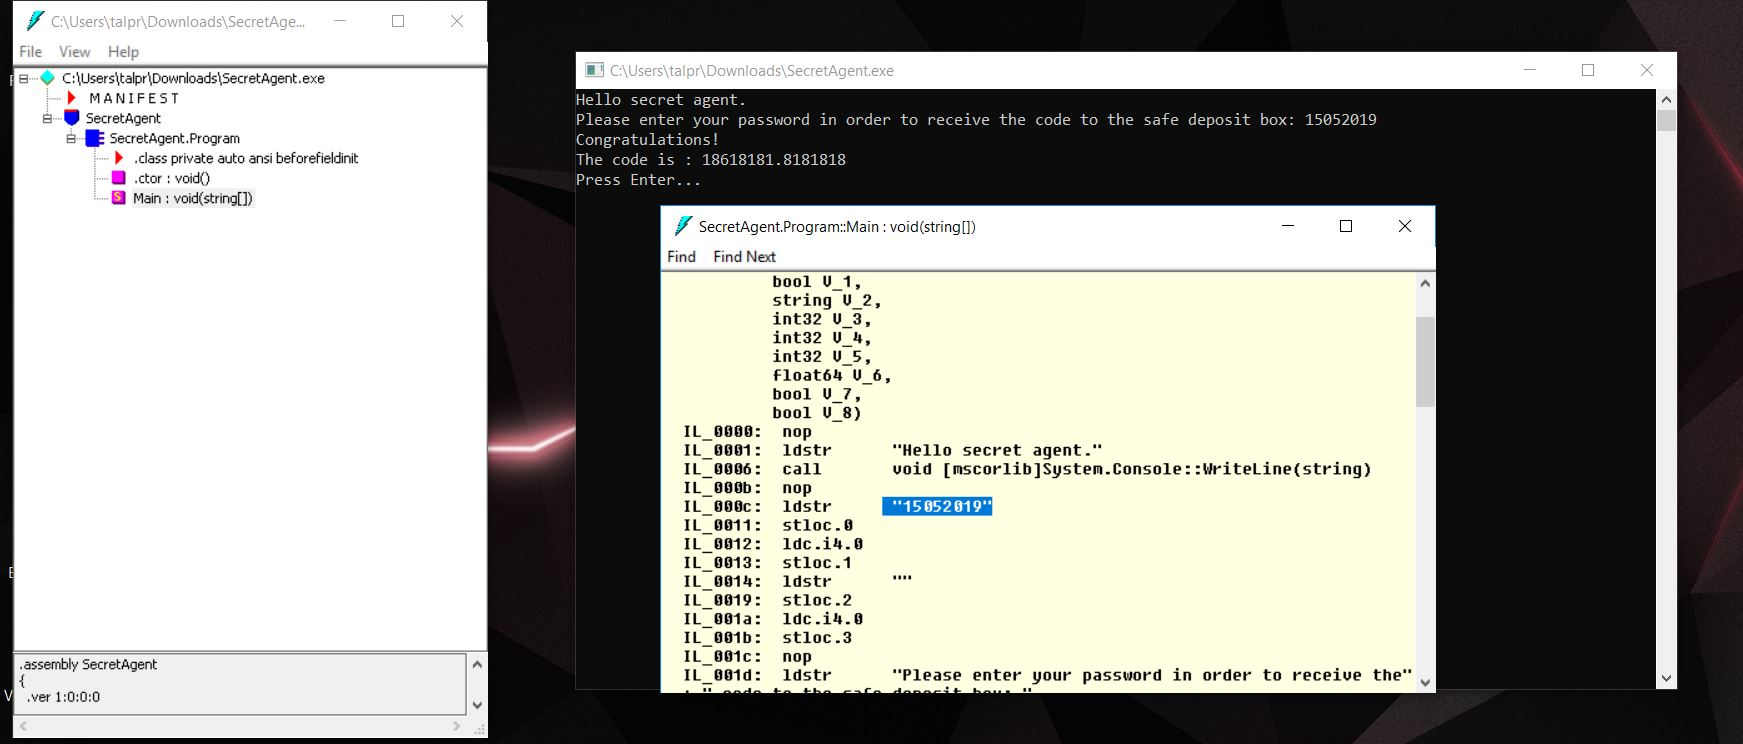 C:\Users\talpr\Downloads\SecretAge...
File View Help
C:\Users\talpr\Downloads\SecretAgent.exe
MANIFEST
SecretAgent
SecretAgent.Program
.class private auto ansi beforefieldinit
.ctor : void()
Main : void(string[])
.assembly SecretAgent
{
.ver 1:0:0:0
C:\Users\talpr\Downloads\SecretAgent.exe
Hello secret agent.
Please enter your password in order to receive the code to the safe deposit box: 15052019
Congratulations!
The code is : 18618181.8181818
Press Enter...
SecretAgent.Program::Main : void(string[])
Find Find Next
bool V_1,
string V_2,
int32 V_3,
int32 V_4,
int32 V_5,
float64 V_6,
bool V_7,
bool V_8)
IL_0000: nop
IL_0001: ldstr "Hello secret agent."
IL_0006: call void [mscorlib]System.Console::WriteLine(string)
IL_000b: nop
IL_000c: ldstr "15052019"
IL_0011: stloc.0
IL_0012: ldc.i4.0
IL_0013: stloc.1
IL_0014: ldstr ""
IL_0019: stloc.2
IL_001a: ldc.i4.0
IL_001b: stloc.3
IL_001c: nop
IL_001d: ldstr "Please enter your password in order to receive the"
+ " code to the safe deposit box: "